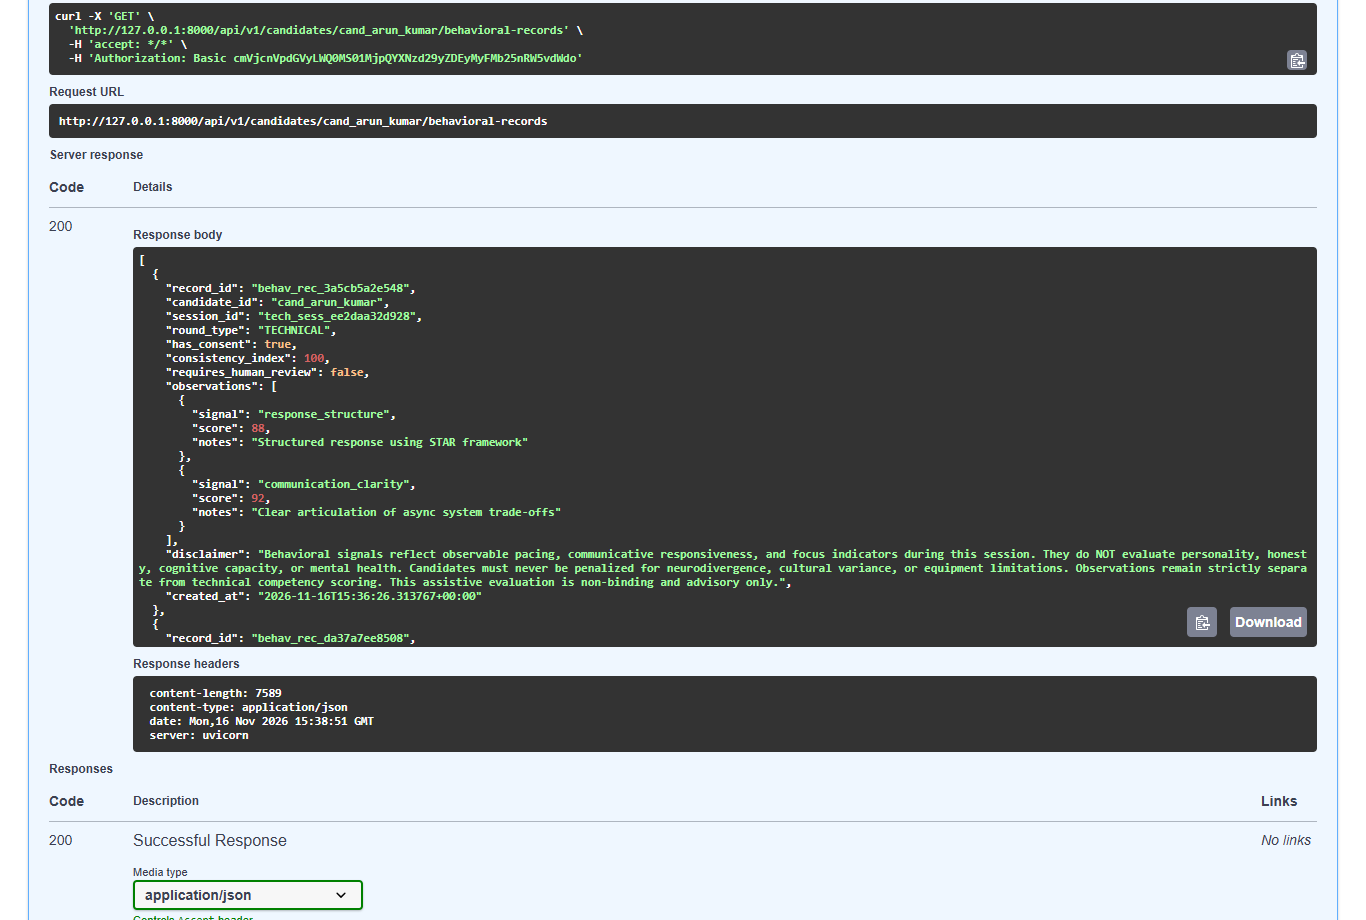 curl -X 'GET' \
'http://127.0.0.1:8000/api/v1/candidates/cand_arun_kumar/behavioral-records' \
-H 'accept: */*' \
-H 'Authorization: Basic cmVjcnVpdGVyLWQ0MS01MjpQYXNzd29yZDEyMyFMb25nRW5vdWdo'
Request URL
http://127.0.0.1:8000/api/v1/candidates/cand_arun_kumar/behavioral-records
Server response
Code Details
200
Response body
[
{
"record_id": "behav_rec_3a5cb5a2e548",
"candidate_id": "cand_arun_kumar",
"session_id": "tech_sess_ee2daa32d928",
"round_type": "TECHNICAL",
"has_consent": true,
"consistency_index": 100,
"requires_human_review": false,
"observations": [
{
"signal": "response_structure",
"score": 88,
"notes": "Structured response using STAR framework"
},
{
"signal": "communication_clarity",
"score": 92,
"notes": "Clear articulation of async system trade-offs"
}
],
"disclaimer": "Behavioral signals reflect observable pacing, communicative responsiveness, and focus indicators during this session. They do NOT evaluate personality, honest
y, cognitive capacity, or mental health. Candidates must never be penalized for neurodivergence, cultural variance, or equipment limitations. Observations remain strictly separa
te from technical competency scoring. This assistive evaluation is non-binding and advisory only.",
"created_at": "2026-11-16T15:36:26.313767+00:00"
},
{
"record_id": "behav_rec_da37a7ee8508",
Download
Response headers
content-length: 7589
content-type: application/json
date: Mon,16 Nov 2026 15:38:51 GMT
server: uvicorn
Responses
Code Description Links
200 Successful Response No links
Media type
application/json
Controls Accept header.